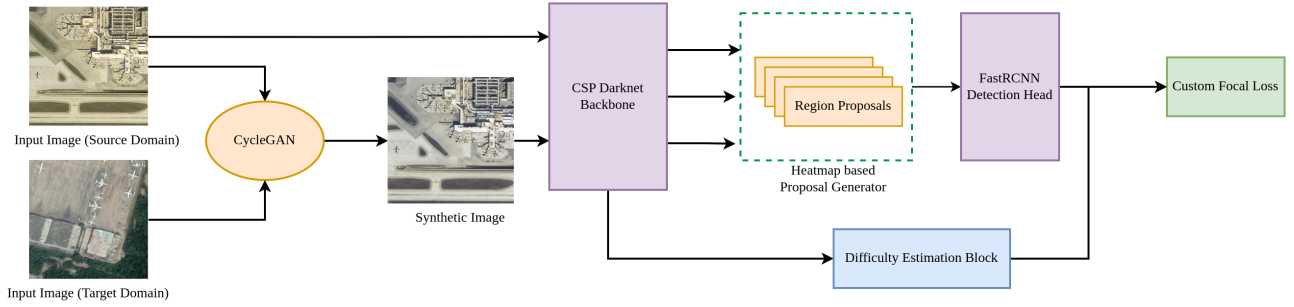 Input Image (Source Domain)
CycleGAN
Input Image (Target Domain)
Synthetic Image
CSP Darknet
Backbone
Region Proposals
Heatmap based
Proposal Generator
FastRCNN
Detection Head
Difficulty Estimation Block
Custom Focal Loss